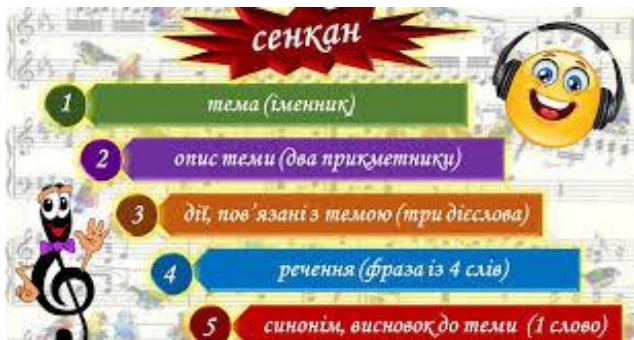 сенкан
1 тема (іменник)
2 опис теми (два прикметники)
3 дії, пов'язані з темою (три дієслова)
4 речення (фраза із 4 слів)
5 синонім, висновок до теми (1 слово)